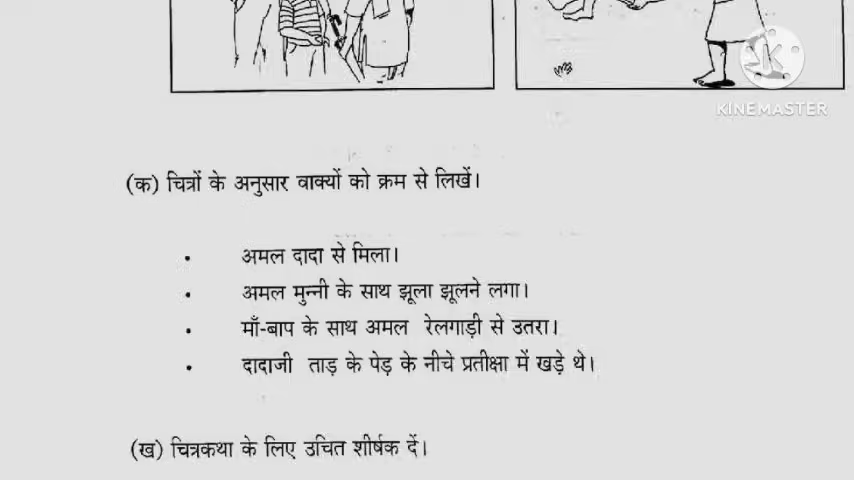 KINEMASTER
(क) चित्रों के अनुसार वाक्यों को क्रम से लिखें।
• अमल दादा से मिला।
• अमल मुन्नी के साथ झूला झूलने लगा।
• माँ-बाप के साथ अमल रेलगाड़ी से उतरा।
• दादाजी ताड़ के पेड़ के नीचे प्रतीक्षा में खड़े थे।
(ख) चित्रकथा के लिए उचित शीर्षक दें।